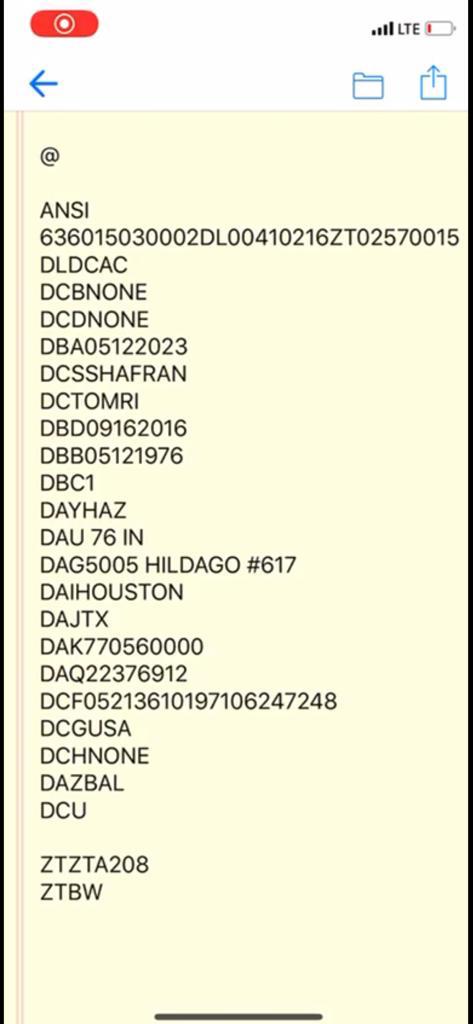 LTE
@
ANSI
636015030002DL00410216ZT02570015
DLDCAC
DCBNONE
DCDNONE
DBA05122023
DCSSHAFRAN
DCTOMRI
DBD09162016
DBB05121976
DBC1
DAYHAZ
DAU 76 IN
DAG5005 HILDAGO #617
DAIHOUSTON
DAJTX
DAK770560000
DAQ22376912
DCF05213610197106247248
DCGUSA
DCHNONE
DAZBAL
DCU
ZTZTA208
ZTBW